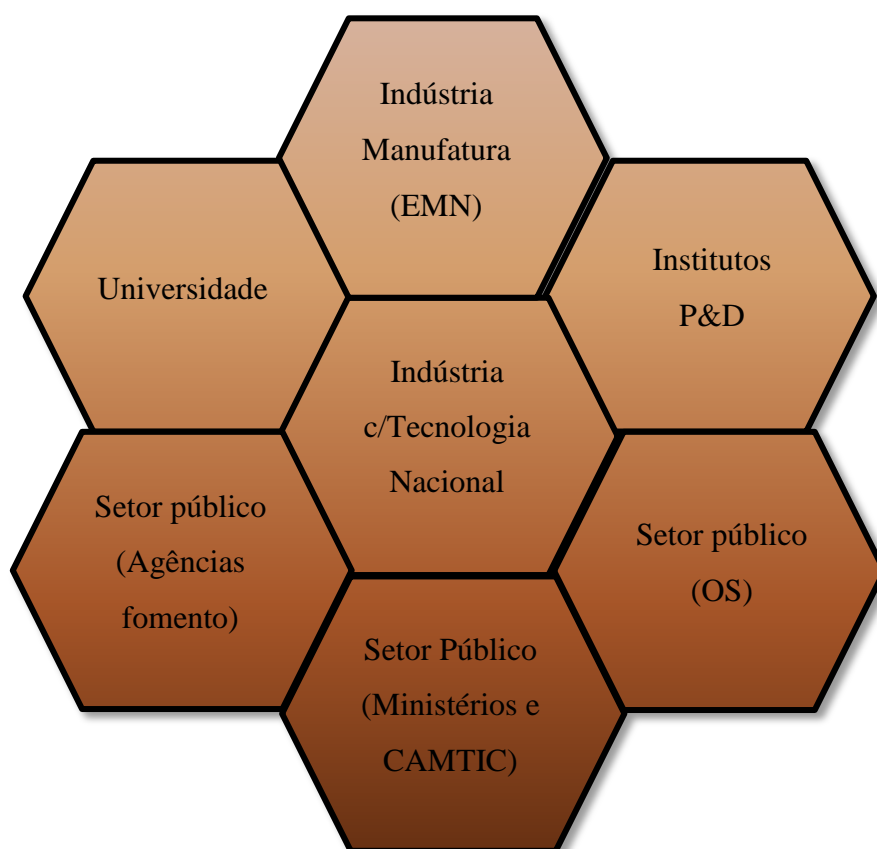 Indústria
Manufatura
(EMN)
Universidade
Institutos
P&D
Indústria
c/Tecnologia
Nacional
Setor público
(Agências
fomento)
Setor público
(OS)
Setor Público
(Ministérios e
CAMTIC)